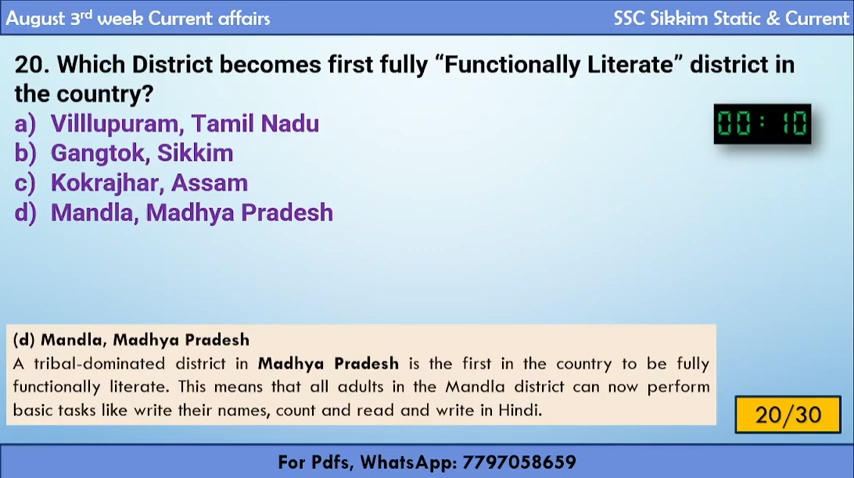 August 3rd week Current affairs
SSC Sikkim Static & Current
20. Which District becomes first fully “Functionally Literate” district in
the country?
a) Villlupuram, Tamil Nadu
b) Gangtok, Sikkim
c) Kokrajhar, Assam
d) Mandla, Madhya Pradesh
00:10
(d) Mandla, Madhya Pradesh
A tribal-dominated district in Madhya Pradesh is the first in the country to be fully
functionally literate. This means that all adults in the Mandla district can now perform
basic tasks like write their names, count and read and write in Hindi.
20/30
For Pdfs, WhatsApp: 7797058659